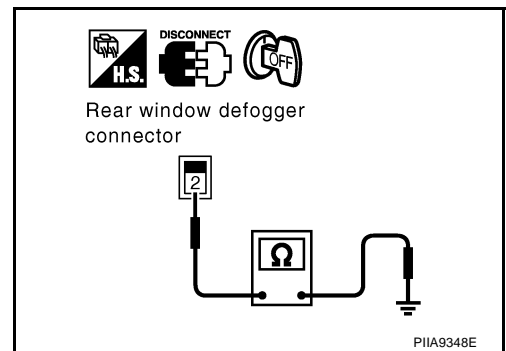 DISCONNECT
H.S.
OFF
Rear window defogger
connector
2
Ω
PIIA9348E